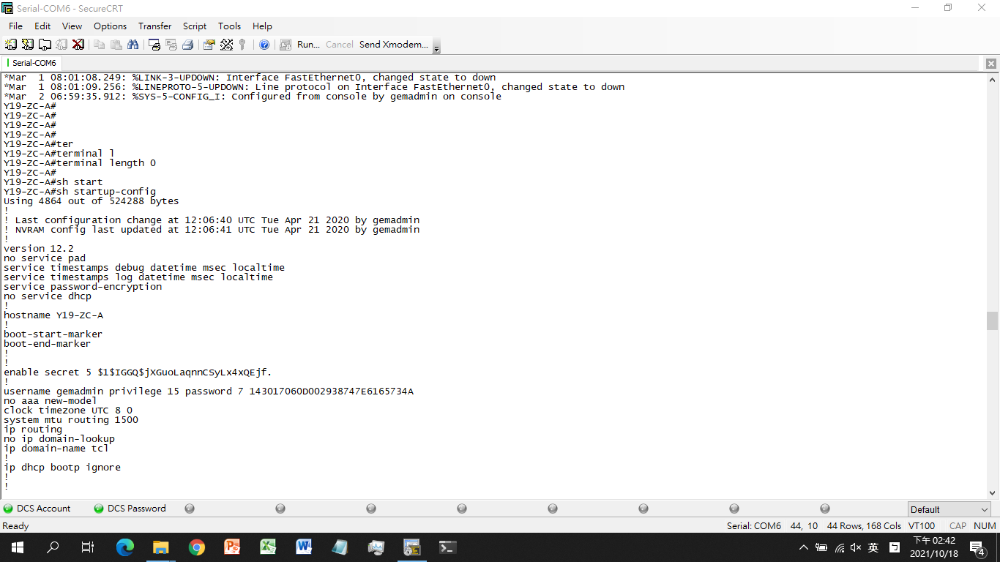 Serial-COM6 - SecureCRT
File Edit View Options Transfer Script Tools Help
Run... Cancel Send Xmodem...
Serial-COM6
*Mar  1 08:01:08.249: %LINK-3-UPDOWN: Interface FastEthernet0, changed state to down
*Mar  1 08:01:09.256: %LINEPROTO-5-UPDOWN: Line protocol on Interface FastEthernet0, changed state to down
*Mar  2 06:59:35.912: %SYS-5-CONFIG_I: Configured from console by gemadmin on console
Y19-ZC-A#
Y19-ZC-A#
Y19-ZC-A#
Y19-ZC-A#
Y19-ZC-A#ter
Y19-ZC-A#terminal l
Y19-ZC-A#terminal length 0
Y19-ZC-A#
Y19-ZC-A#sh start
Y19-ZC-A#sh startup-config
Using 4864 out of 524288 bytes
!
! Last configuration change at 12:06:40 UTC Tue Apr 21 2020 by gemadmin
! NVRAM config last updated at 12:06:41 UTC Tue Apr 21 2020 by gemadmin
!
version 12.2
no service pad
service timestamps debug datetime msec localtime
service timestamps log datetime msec localtime
service password-encryption
no service dhcp
!
hostname Y19-ZC-A
!
boot-start-marker
boot-end-marker
!
!
enable secret 5 $1$IGGQ$jXGuoLaqnnCSyLx4xQEjf.
!
username gemadmin privilege 15 password 7 143017060D002938747E6165734A
no aaa new-model
clock timezone UTC 8 0
system mtu routing 1500
ip routing
no ip domain-lookup
ip domain-name tcl
!
ip dhcp bootp ignore
!
!
DCS Account DCS Password Default
Ready Serial: COM6 44, 10 44 Rows, 168 Cols VT100 CAP NUM
英 下午 02:42
2021/10/18 4